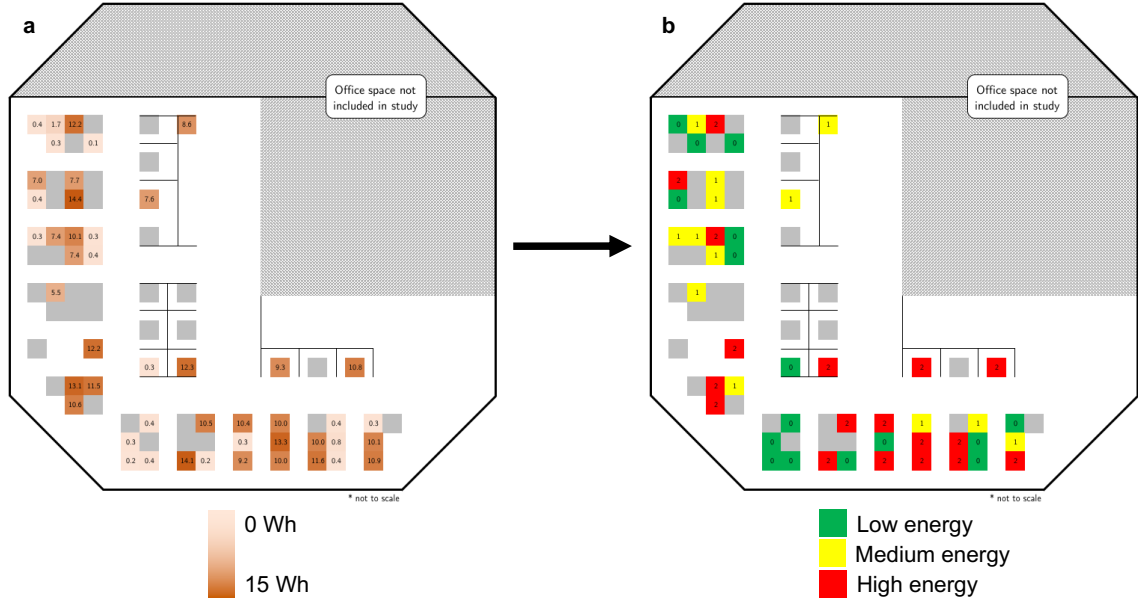 a
Office space not
included in study
0.4 1.7 12.2
8.6
0.3 0.1
7.0 7.7
0.4 14.4
7.6
0.3 7.4 10.1 0.3
7.4 0.4
5.5
12.2
0.3 12.3
9.3 10.8
13.1 11.5
10.6
0.4 10.5 10.4 10.0 0.4 0.3
0.3 0.3 13.3 10.0 0.8 10.1
0.2 0.4 14.1 0.2 9.2 10.0 11.6 0.4 10.9
* not to scale
0 Wh
15 Wh
b
Office space not
included in study
0 1 2
1
0 0
2 1
0 1
1
1 1 2 0
1 0
1
2
0 2
2 2
2 1
2
0 2 2 1 1 0
0 0 2 2 0 1
0 0 2 0 2 2 2 0 2
* not to scale
Low energy
Medium energy
High energy